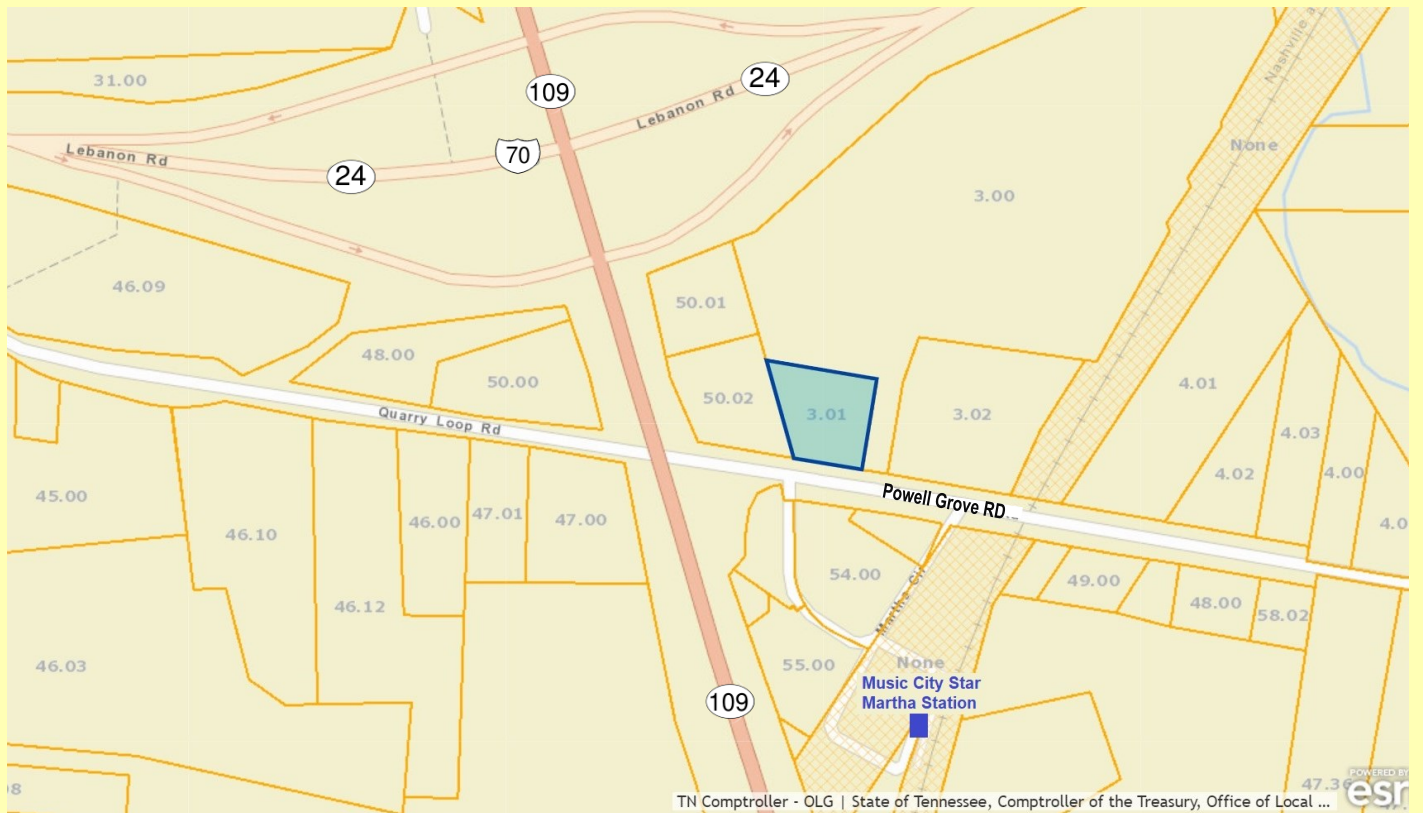 Nashville a
31.00
109
24
Lebanon Rd
None
Lebanon Rd
70
24
3.00
46.09
50.01
48.00
50.00
50.02
3.01
3.02
4.01
Quarry Loop Rd
4.03
4.02
4.00
45.00
Powell Grove RD
46.10
46.00
47.01
47.00
4.0
54.00
49.00
Martha Cir
46.12
48.00
58.02
46.03
55.00
None
Music City Star
Martha Station
109
8
47.36
POWERED BY
esri
TN Comptroller - OLG | State of Tennessee, Comptroller of the Treasury, Office of Local ...